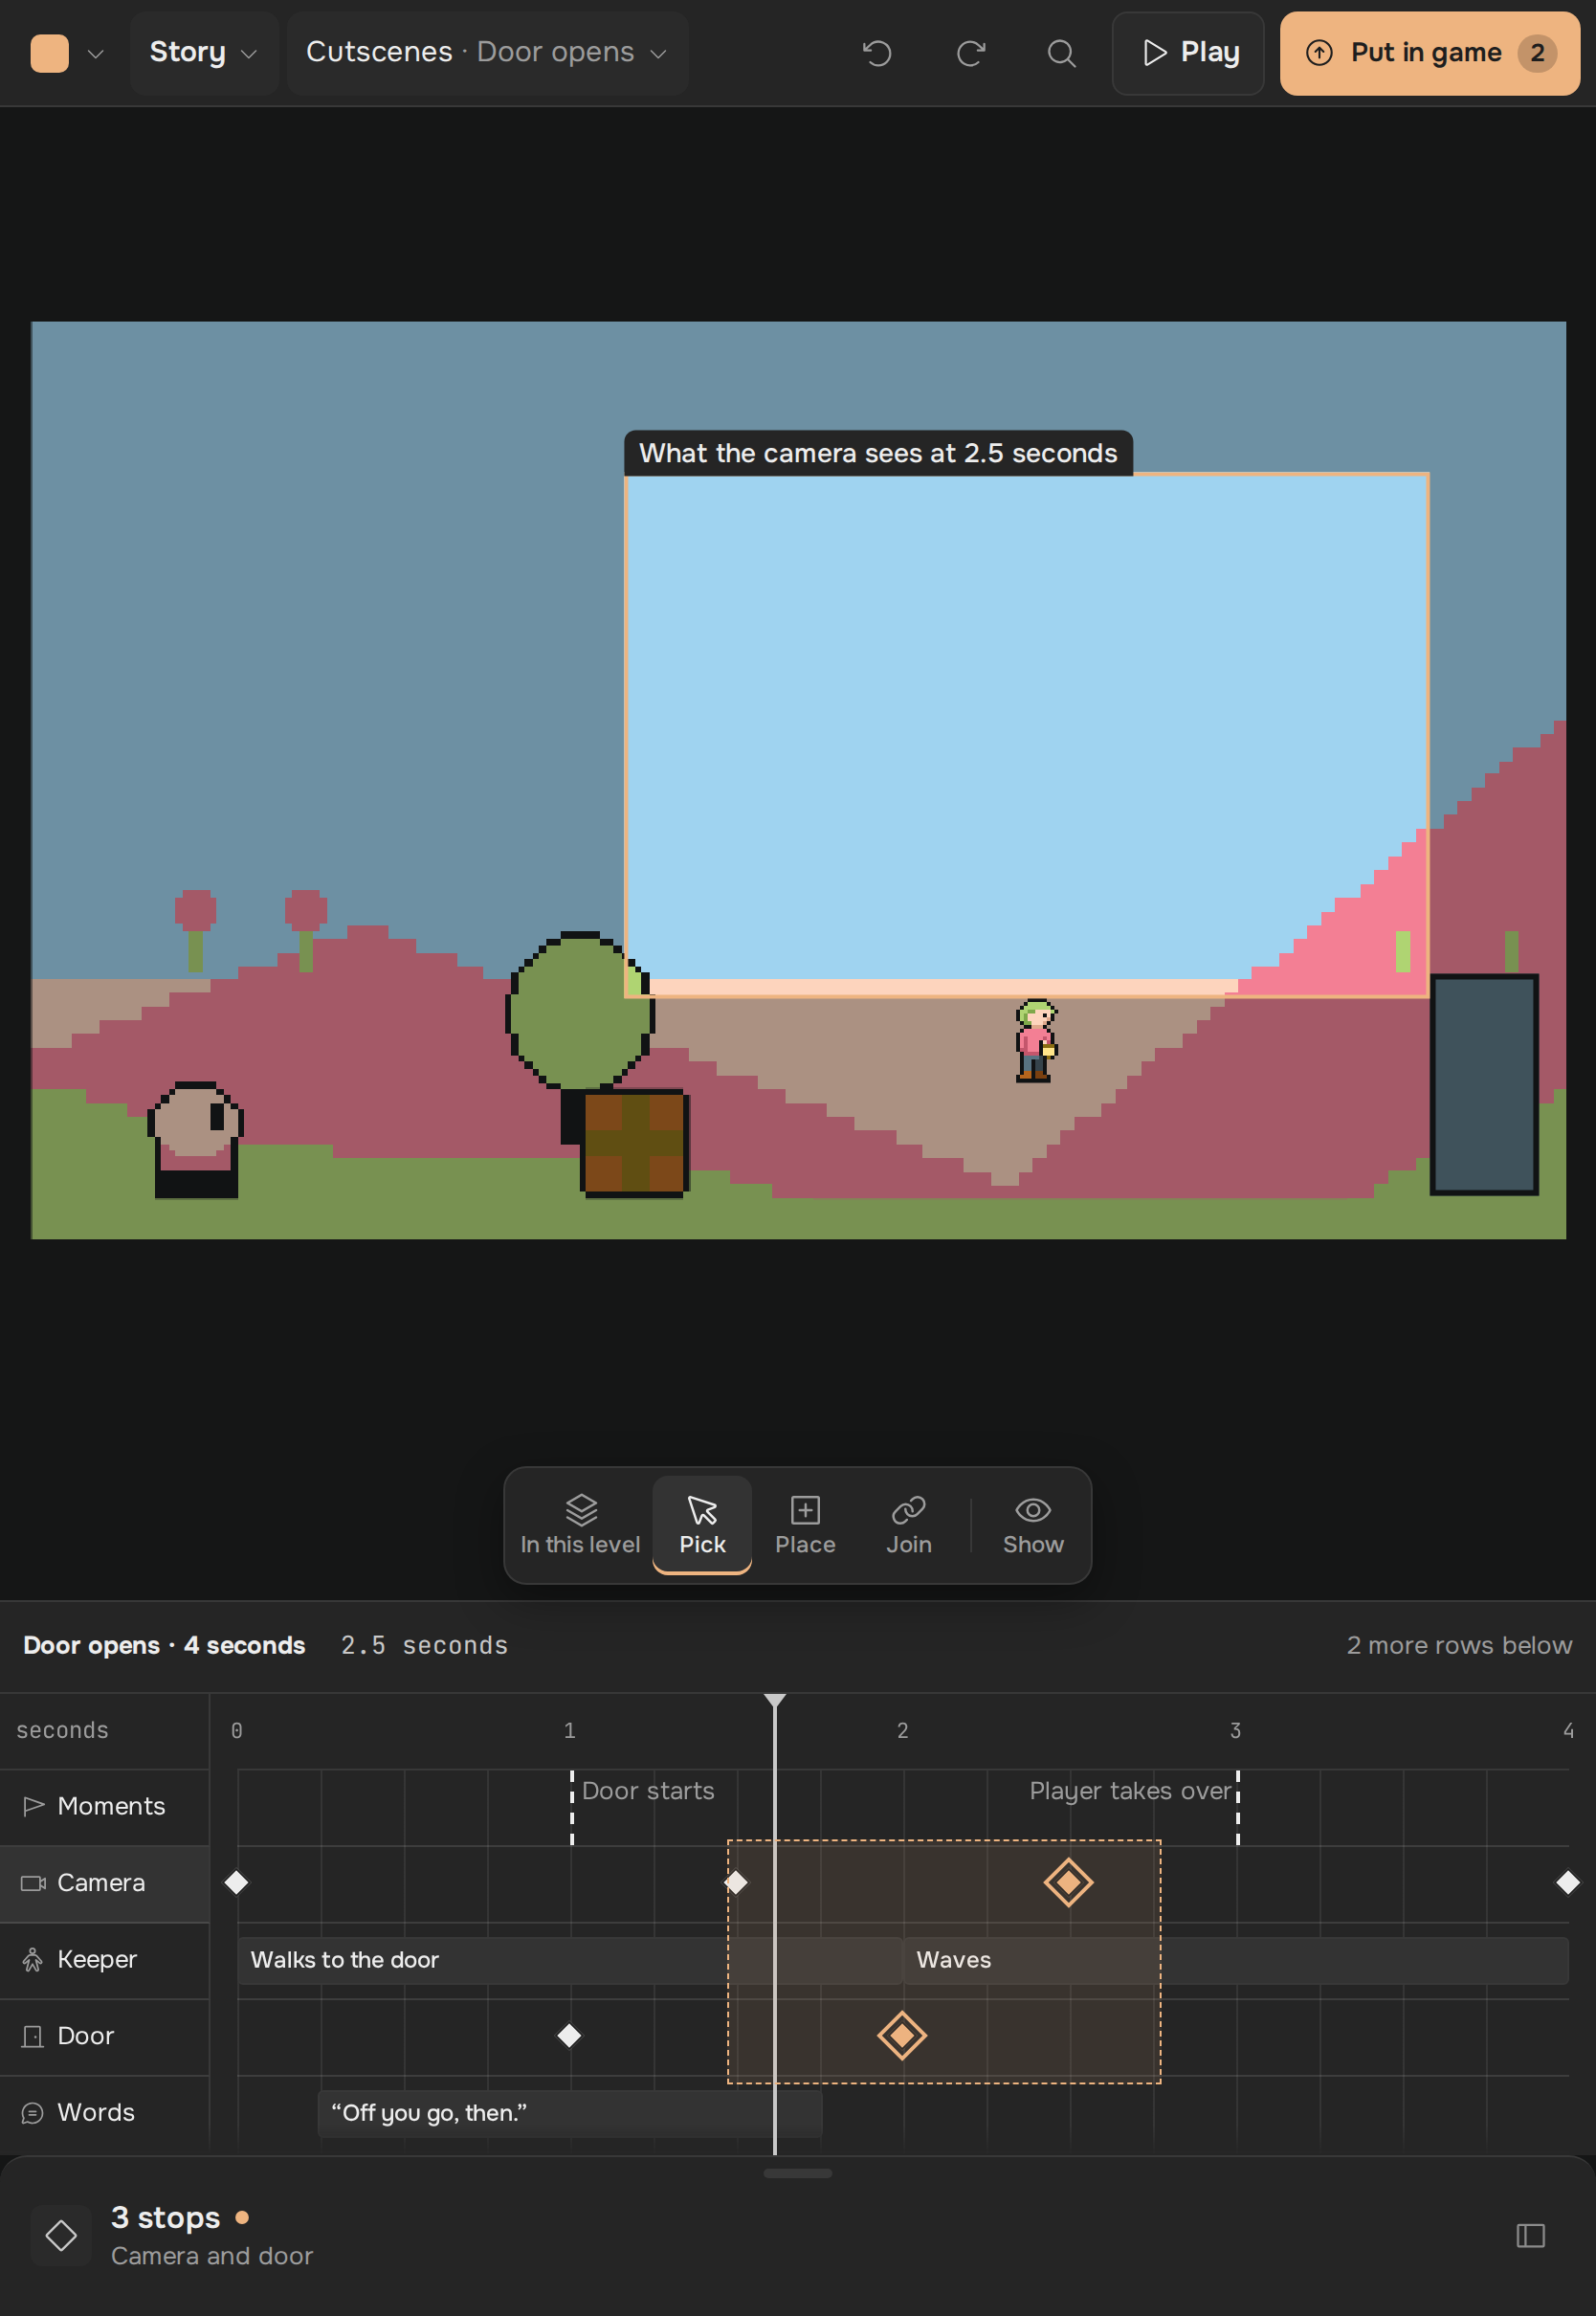 Story
Cutscenes · Door opens
Play
Put in game 2
What the camera sees at 2.5 seconds
In this level
Pick
Place
Join
Show
Door opens · 4 seconds 2.5 seconds
2 more rows below
seconds 0 1 2 3 4
Moments
Door starts
Player takes over
Camera
Keeper
Walks to the door
Waves
Door
Words
“Off you go, then.”
3 stops
Camera and door